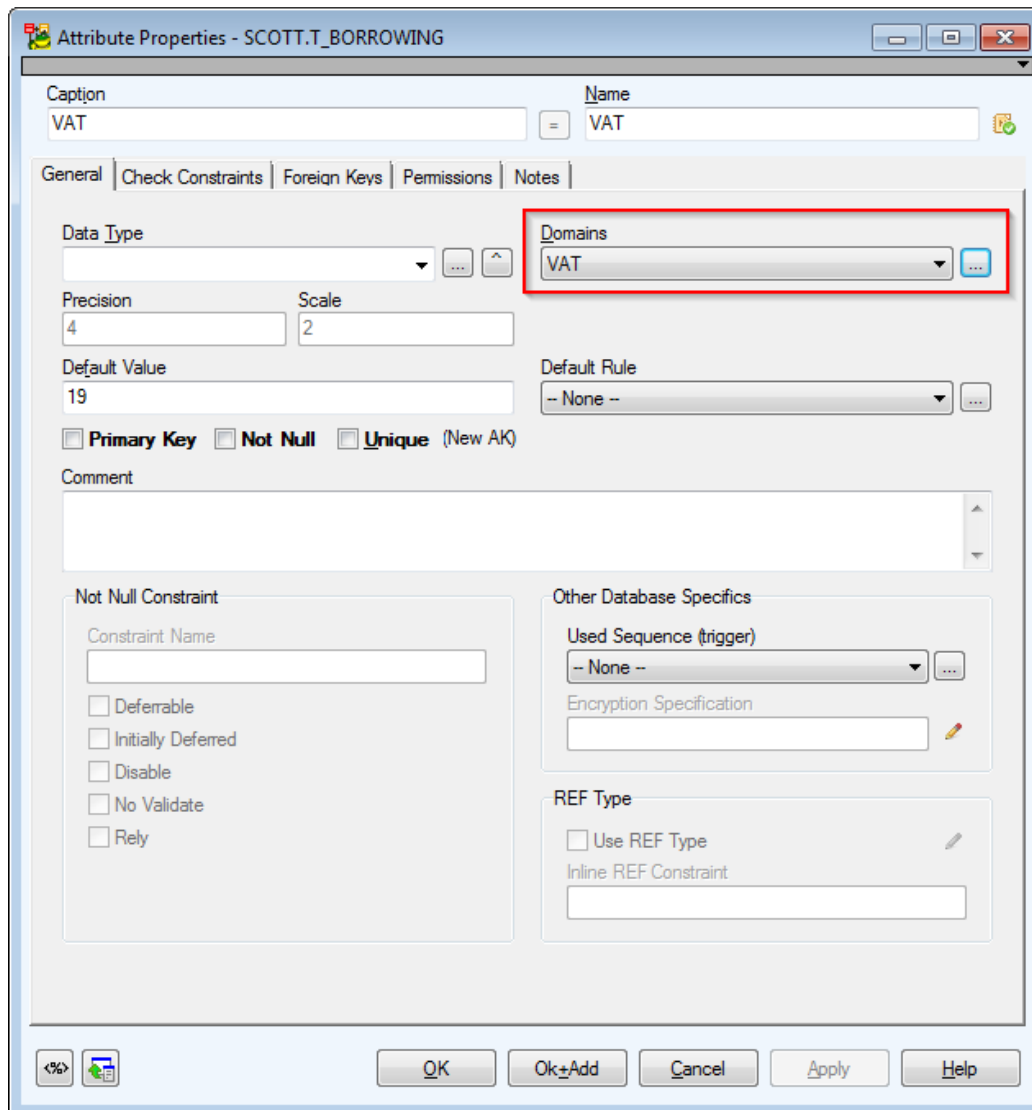 Attribute Properties - SCOTT.T_BORROWING
Caption Name
VAT = VAT
General Check Constraints Foreign Keys Permissions Notes
Data Type Domains
... ^ VAT ...
Precision Scale
4 2
Default Value Default Rule
19 -- None -- ...
Primary Key Not Null Unique (New AK)
Comment
Not Null Constraint Other Database Specifics
Constraint Name Used Sequence (trigger)
-- None -- ...
Deferrable Encryption Specification
Initially Deferred
Disable
No Validate REF Type
Rely Use REF Type
Inline REF Constraint
<%> OK Ok+Add Cancel Apply Help